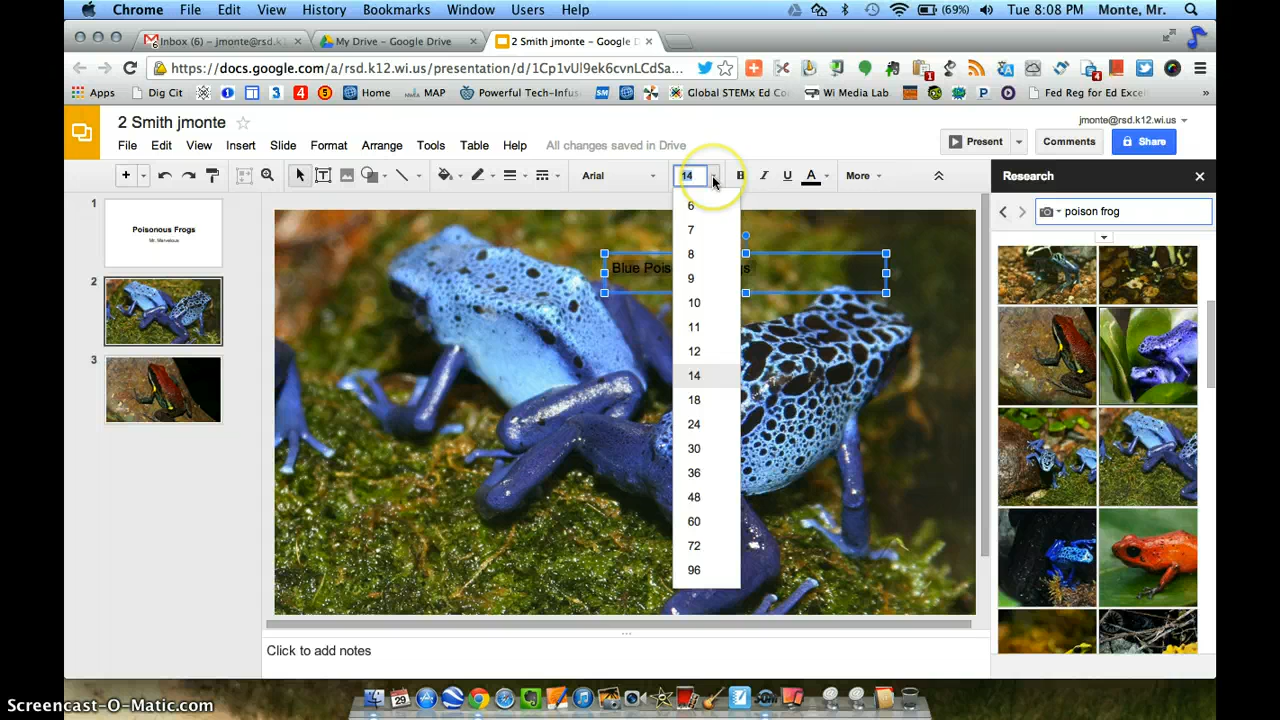 Chrome File Edit View History Bookmarks Window Users Help (69%) Tue 8:08 PM Monte, Mr.
Inbox (6) – jmonte@rsd.k12 My Drive – Google Drive 2 Smith jmonte – Google D
https://docs.google.com/a/rsd.k12.wi.us/presentation/d/1Cp1vUl9ek6cvnLCdSa...
Apps Dig Cit Home MAP Powerful Tech-Infus SM Global STEMx Ed Co Wi Media Lab Fed Reg for Ed Excel »
2 Smith jmonte
jmonte@rsd.k12.wi.us
File Edit View Insert Slide Format Arrange Tools Table Help All changes saved in Drive
Present Comments Share
Arial 14 B I U A More
Research
poison frog
1
Poisonous Frogs
Mr. Marvelous
2
3
Blue
6
7
8
9
10
11
12
14
18
24
30
36
48
60
72
96
Click to add notes
Screencast-O-Matic.com